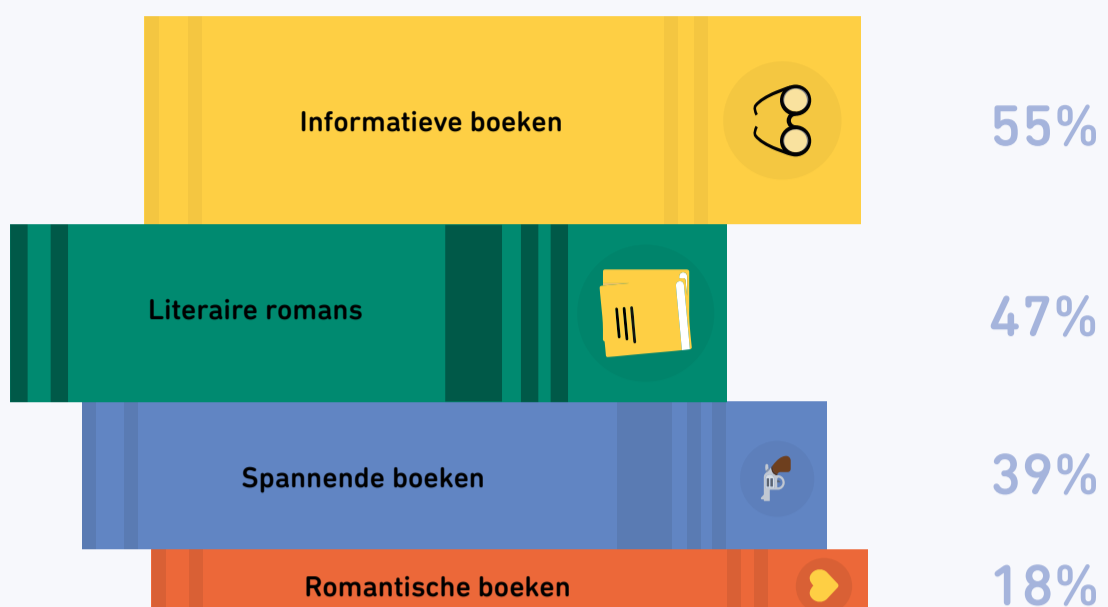 Informatieve boeken 55%
Literaire romans 47%
Spannende boeken 39%
Romantische boeken 18%